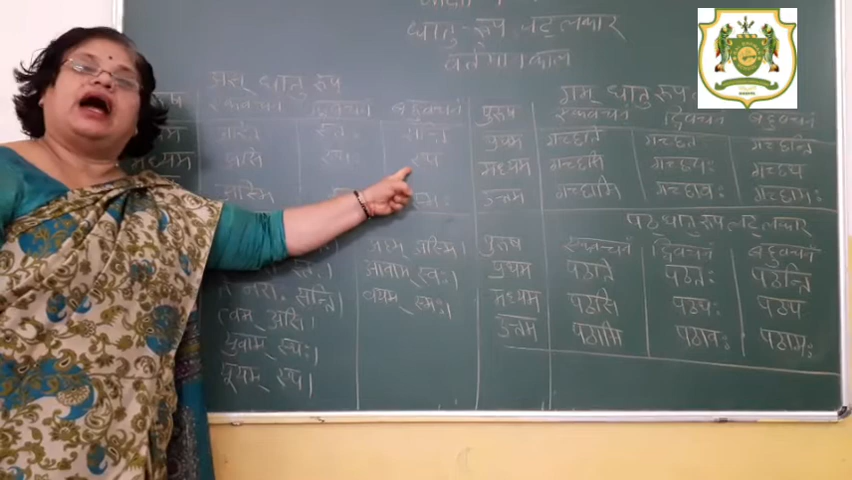 धातु-रूप लट्लकार
वर्तमान काल
अस् धातु रूप
एकवचनं द्विवचनं बहुवचनं
अस्ति स्तः सन्ति
मध्यम असि स्थः स्थ
अस्मि स्मः
सन्ति।
त्वम् असि।
युवाम् स्थः।
यूयम् स्थ।
अहम् अस्मि।
आवाम् स्वः।
वयम् स्मः।
गम् धातु रूप
पुरूष एकवचनं द्विवचनं बहुवचनं
प्रथम गच्छति गच्छतः गच्छन्ति
मध्यम गच्छसि गच्छथः गच्छथ
उत्तम गच्छामि गच्छावः गच्छामः
पठ धातु रूप लट्लकार
पुरूष एकवचनं द्विवचनं बहुवचनं
प्रथम पठति पठतः पठन्ति
मध्यम पठसि पठथः पठथ
उत्तम पठामि पठावः पठामः